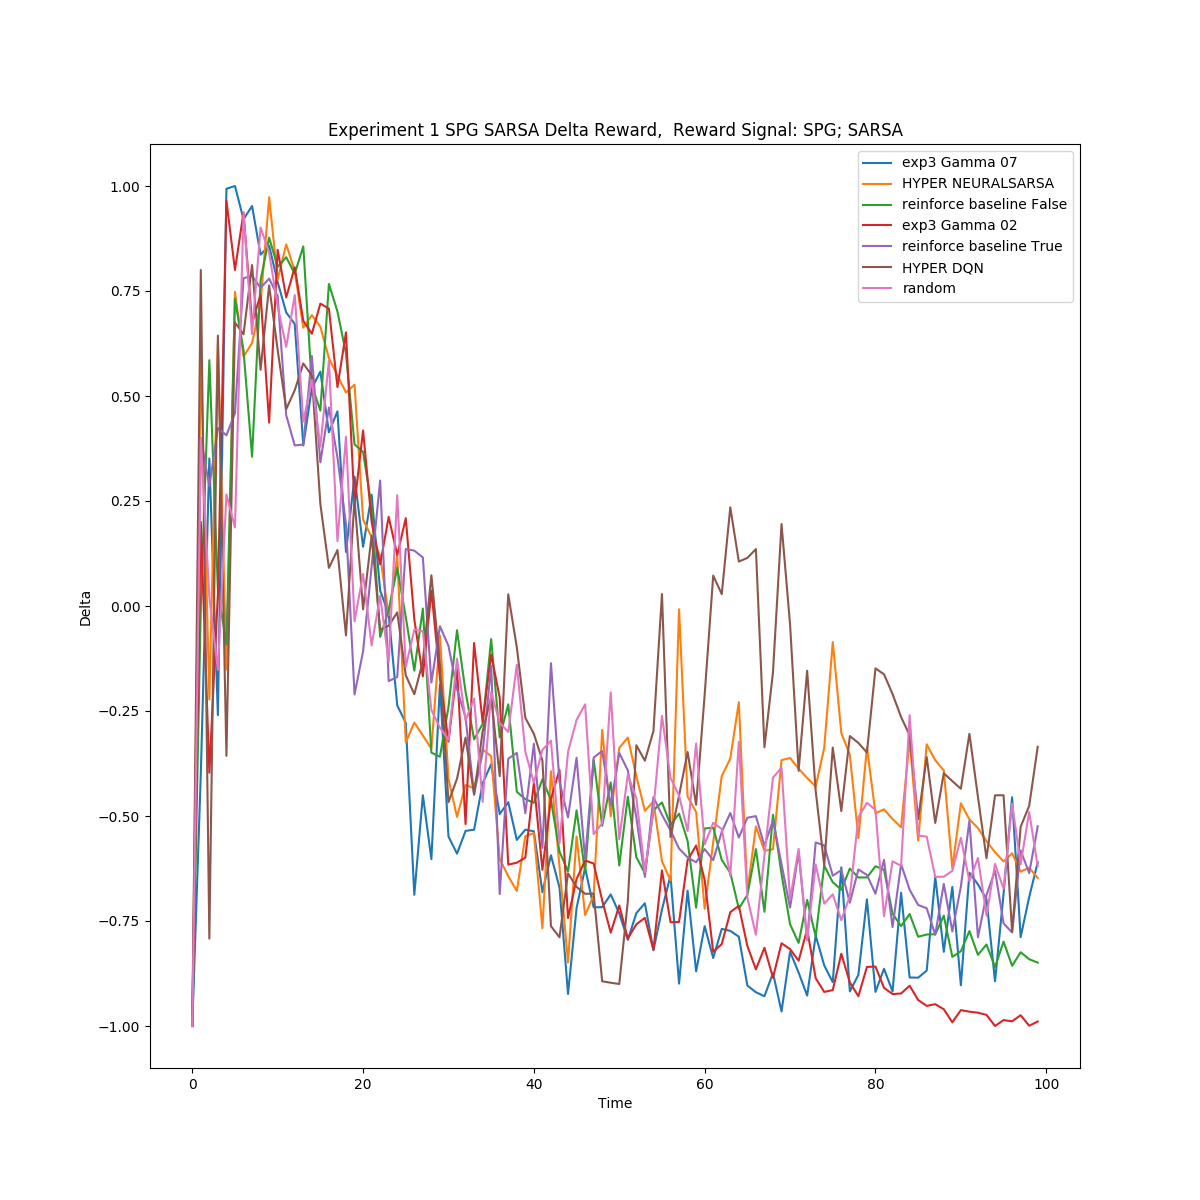 Experiment 1 SPG SARSA Delta Reward,  Reward Signal: SPG; SARSA
exp3 Gamma 07
HYPER NEURALSARSA
reinforce baseline False
exp3 Gamma 02
reinforce baseline True
HYPER DQN
random
1.00
0.75
0.50
0.25
0.00
−0.25
−0.50
−0.75
−1.00
Delta
0 20 40 60 80 100
Time